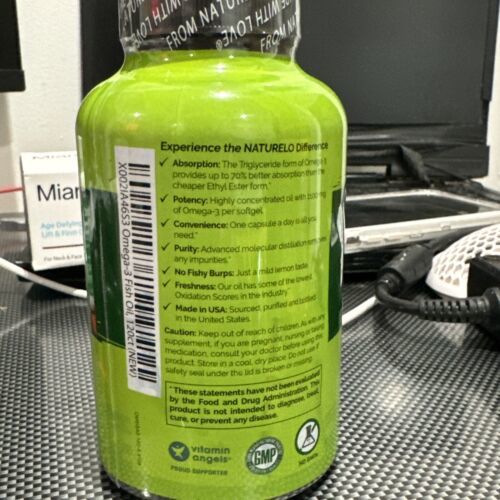 MADE WITH LOVE®
FROM
Experience the NATURELO Difference
✓ Absorption: The Triglyceride form of Omega-3
provides up to 70% better absorption than the
cheaper Ethyl Ester form.*
✓ Potency: Highly concentrated oil with
of Omega-3 per softgel.
✓ Convenience: One capsule a day is all you
need.*
✓ Purity: Advanced molecular distillation removes
any impurities.*
✓ No Fishy Burps: Just a mild lemon taste.
✓ Freshness: Our oil has some of the lowest
Oxidation Scores in the Industry.*
✓ Made in USA: Sourced, purified and bottled
in the United States.
Caution: Keep out of reach of children. As with any
supplement, if you are pregnant, nursing or taking
medication, consult your doctor before using this
product. Store in a cool, dry place. Do not use if
safety seal under the lid is broken or missing.
* These statements have not been evaluated
by the Food and Drug Administration. This
product is not intended to diagnose, treat,
cure, or prevent any disease.
vitamin
angels®
PROUD SUPPORTER
GMP
X002IA46S3 Omega-3 Fish Oil, 120ct (NEW)
Age Defying
Lift & Firm
For Neck & Face